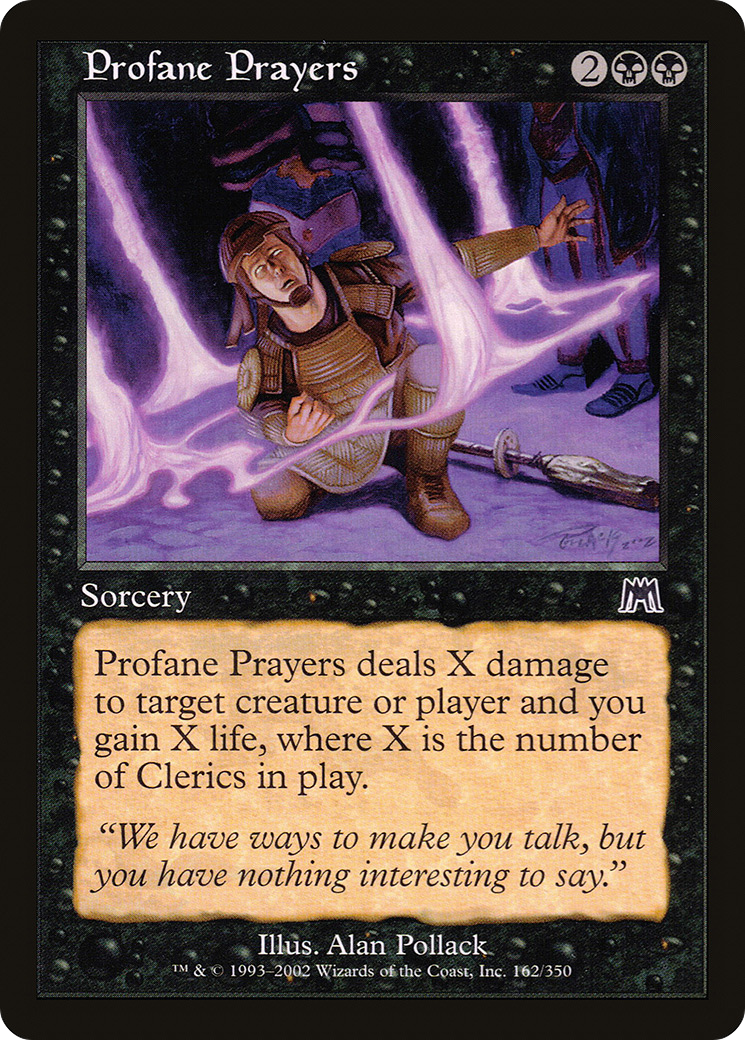 Profane Prayers 2
Sorcery
Profane Prayers deals X damage
to target creature or player and you
gain X life, where X is the number
of Clerics in play.
“We have ways to make you talk, but
you have nothing interesting to say.”
Illus. Alan Pollack
™ & © 1993–2002 Wizards of the Coast, Inc. 162/350